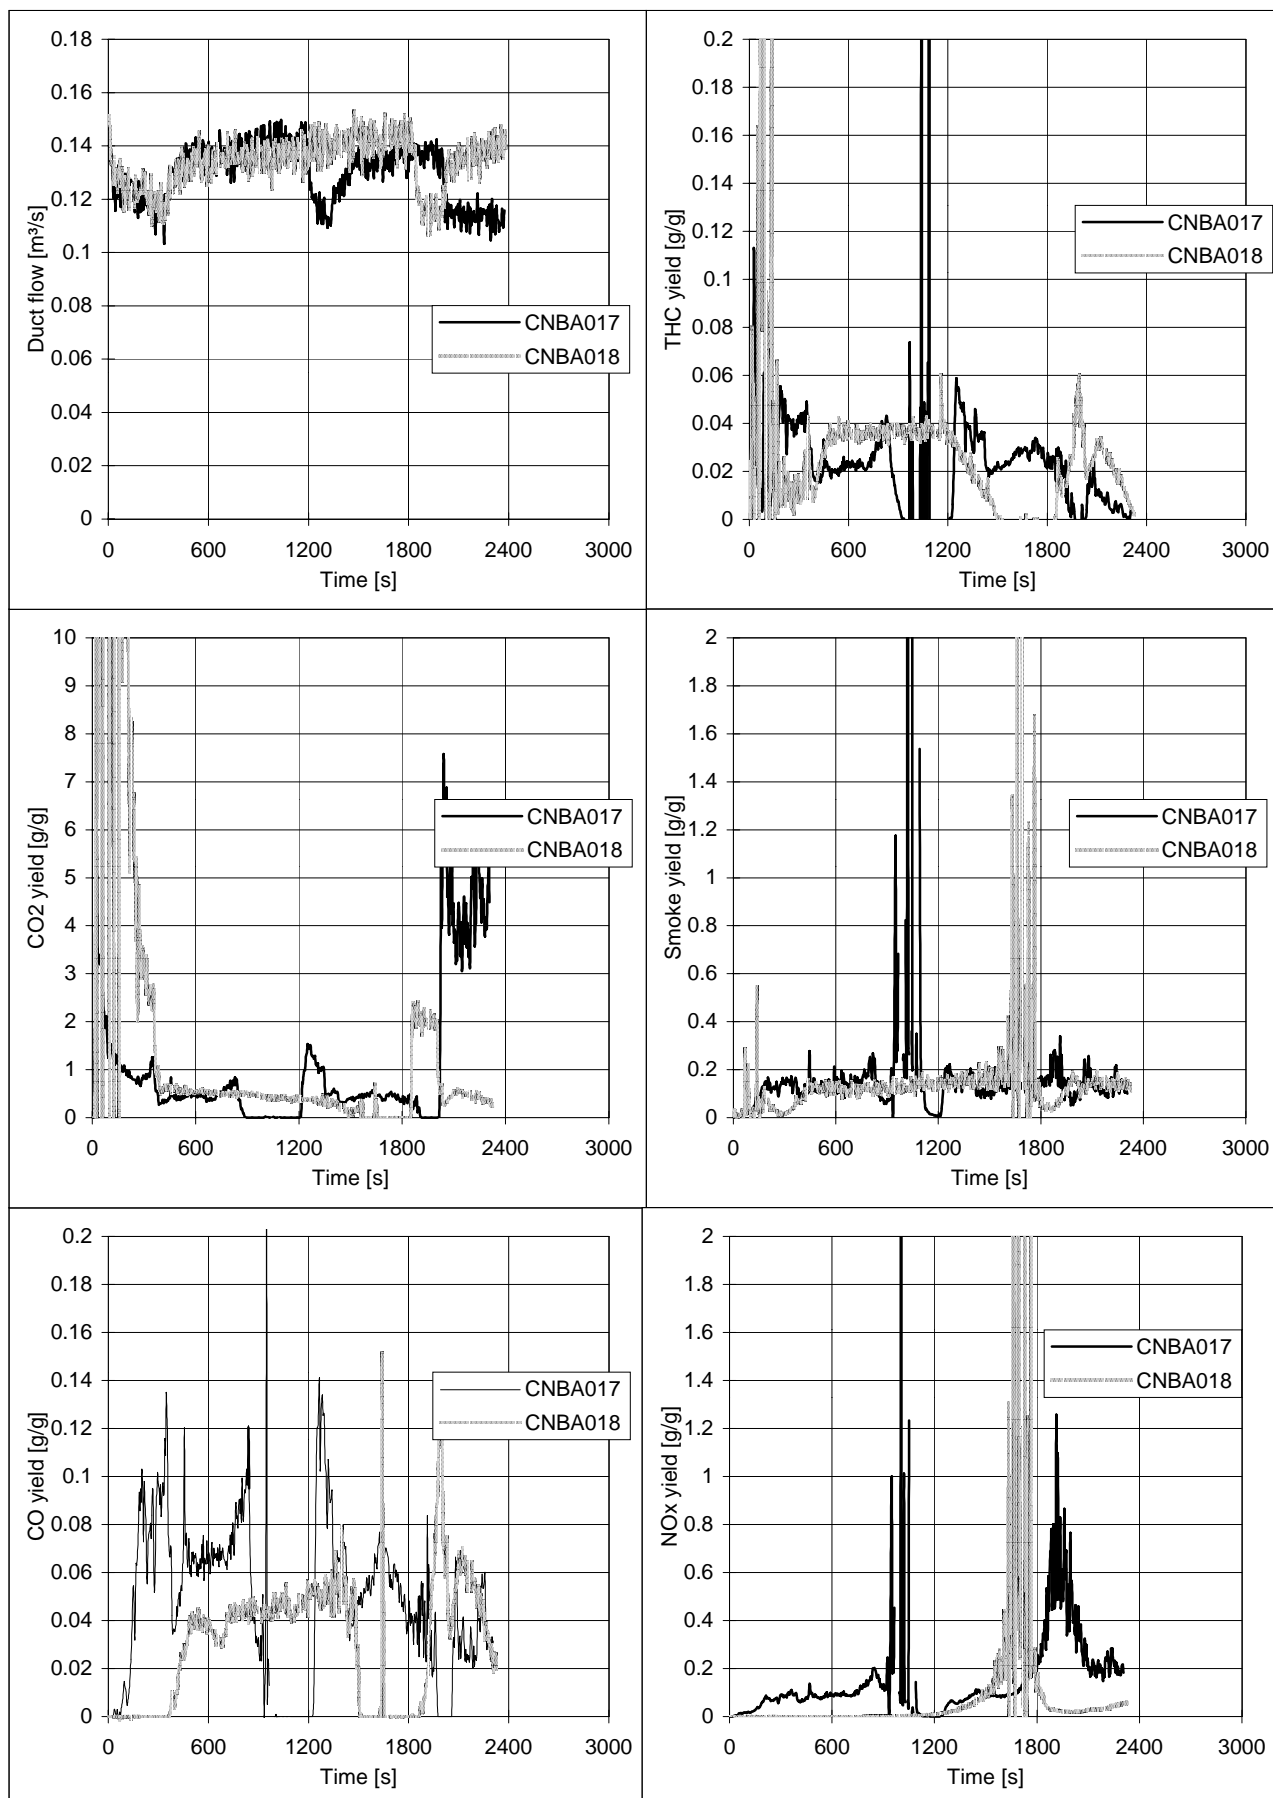 0.18
0.16
0.14
0.12
0.1
0.08
0.06
0.04
0.02
0
Duct flow [m³/s]
CNBA017
CNBA018
0 600 1200 1800 2400 3000
Time [s]
0.2
0.18
0.16
0.14
0.12
0.1
0.08
0.06
0.04
0.02
0
THC yield [g/g]
CNBA017
CNBA018
0 600 1200 1800 2400 3000
Time [s]
10
9
8
7
6
5
4
3
2
1
0
CO2 yield [g/g]
CNBA017
CNBA018
0 600 1200 1800 2400 3000
Time [s]
2
1.8
1.6
1.4
1.2
1
0.8
0.6
0.4
0.2
0
Smoke yield [g/g]
CNBA017
CNBA018
0 600 1200 1800 2400 3000
Time [s]
0.2
0.18
0.16
0.14
0.12
0.1
0.08
0.06
0.04
0.02
0
CO yield [g/g]
CNBA017
CNBA018
0 600 1200 1800 2400 3000
Time [s]
2
1.8
1.6
1.4
1.2
1
0.8
0.6
0.4
0.2
0
NOx yield [g/g]
CNBA017
CNBA018
0 600 1200 1800 2400 3000
Time [s]